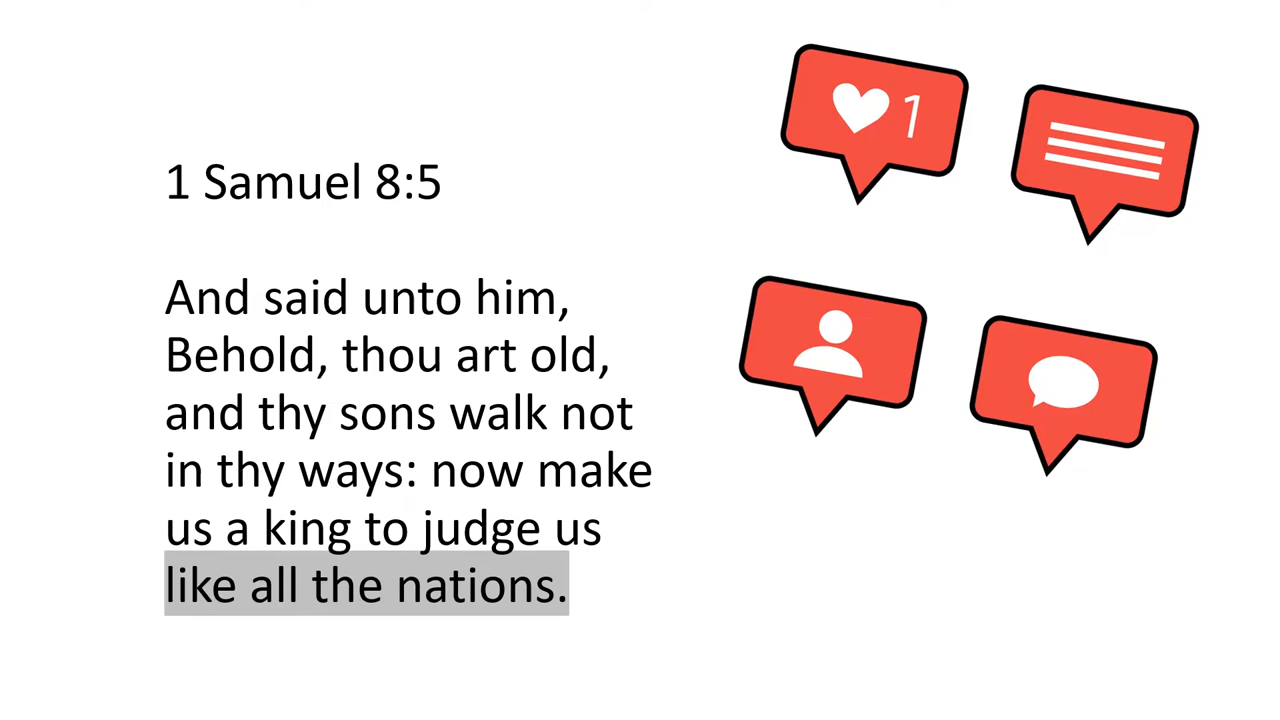 1 Samuel 8:5
And said unto him,
Behold, thou art old,
and thy sons walk not
in thy ways: now make
us a king to judge us
like all the nations.
1